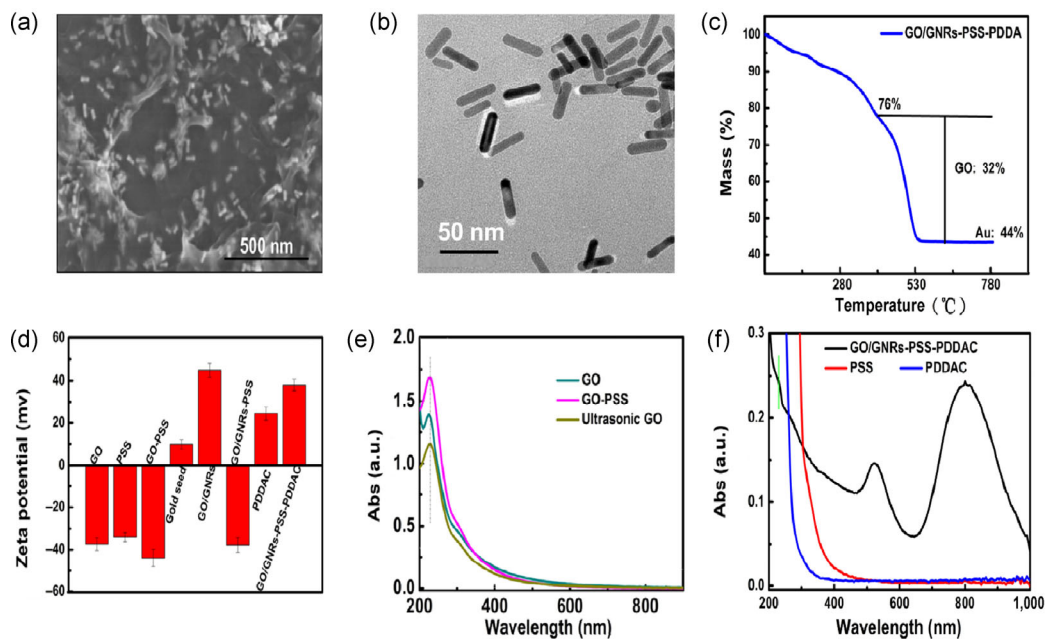 (a)
500 nm
(b)
50 nm
(c)
GO/GNRs-PSS-PDDA
100
90
80
70
60
50
40
76%
GO: 32%
Au: 44%
280
530
780
Mass (%)
Temperature (℃)
(d)
60
40
20
0
−20
−40
−60
Zeta potential (mv)
GO
PSS
GO-PSS
Gold seed
GO/GNRs
GO/GNRs-PSS
PDDAC
GO/GNRs-PSS-PDDAC
(e)
2.0
1.5
1.0
0.5
0.0
Abs (a.u.)
GO
GO-PSS
Ultrasonic GO
200
400
600
800
Wavelength (nm)
(f)
0.3
0.2
0.1
0.0
Abs (a.u.)
GO/GNRs-PSS-PDDAC
PSS
PDDAC
200
400
600
800
1,000
Wavelength (nm)